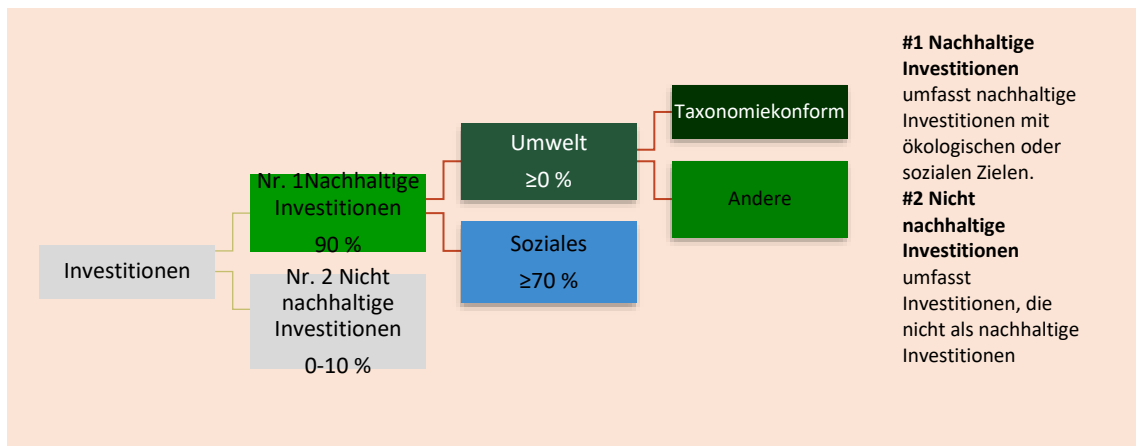 Investitionen
Nr. 1Nachhaltige
Investitionen
90 %
Nr. 2 Nicht
nachhaltige
Investitionen
0-10 %
Umwelt
≥0 %
Soziales
≥70 %
Taxonomiekonform
Andere
#1 Nachhaltige
Investitionen
umfasst nachhaltige
Investitionen mit
ökologischen oder
sozialen Zielen.
#2 Nicht
nachhaltige
Investitionen
umfasst
Investitionen, die
nicht als nachhaltige
Investitionen